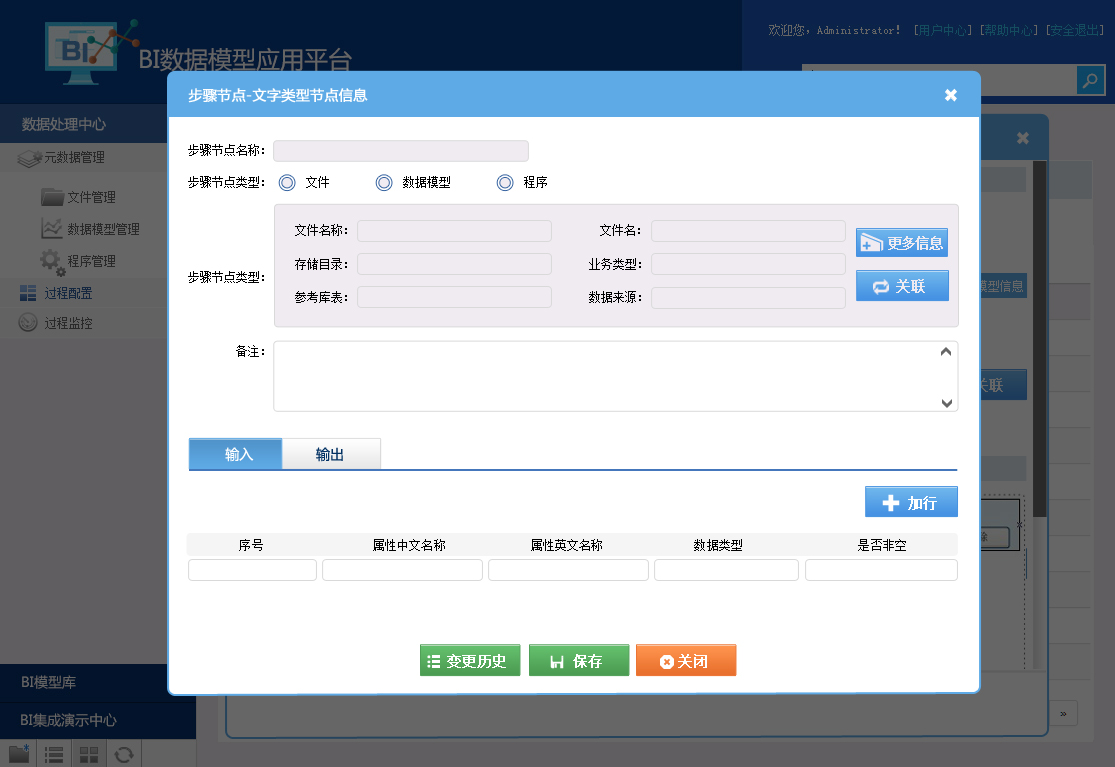 欢迎您，Administrator！ [用户中心] [帮助中心] [安全退出]
BI
BI数据模型应用平台
步骤节点-文字类型节点信息
数据处理中心
元数据管理
文件管理
数据模型管理
程序管理
过程配置
过程监控
步骤节点名称：
步骤节点类型： 文件 数据模型 程序
步骤节点类型：
文件名称： 文件名： 更多信息
存储目录： 业务类型：
关联
参考库表： 数据来源：
模型信息
关联
备注：
输入 输出
加行
序号 属性中文名称 属性英文名称 数据类型 是否非空
变更历史 保存 关闭
BI模型库
BI集成演示中心
»